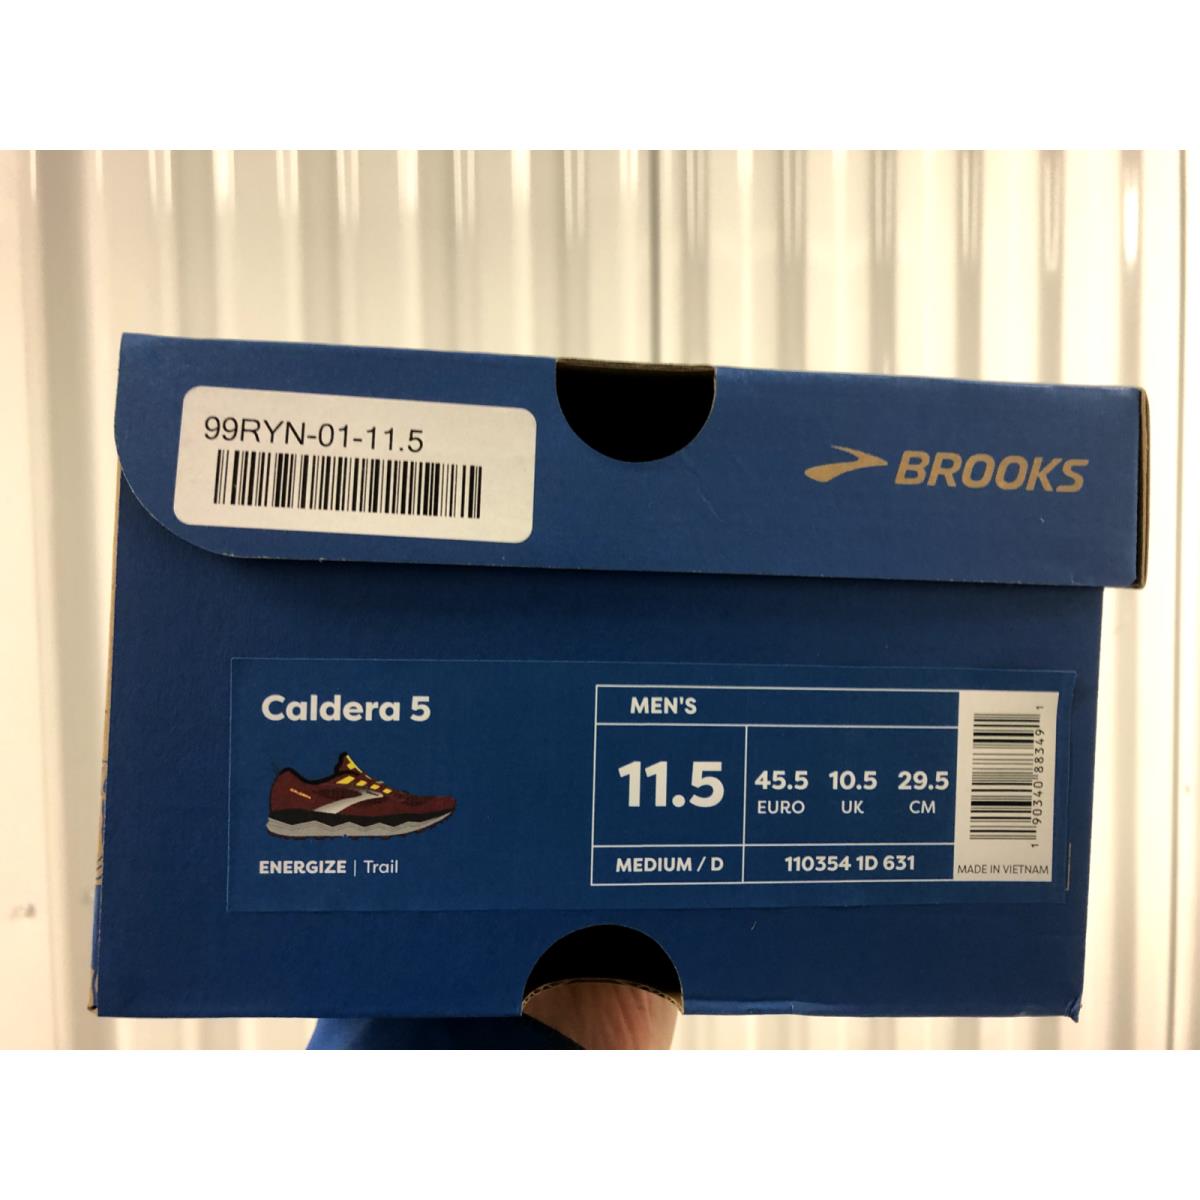 99RYN-01-11.5
BROOKS
Caldera 5
ENERGIZE | Trail
MEN'S
11.5
45.5 10.5 29.5
EURO UK CM
MEDIUM / D
110354 1D 631
1 90340 88349 1
MADE IN VIETNAM